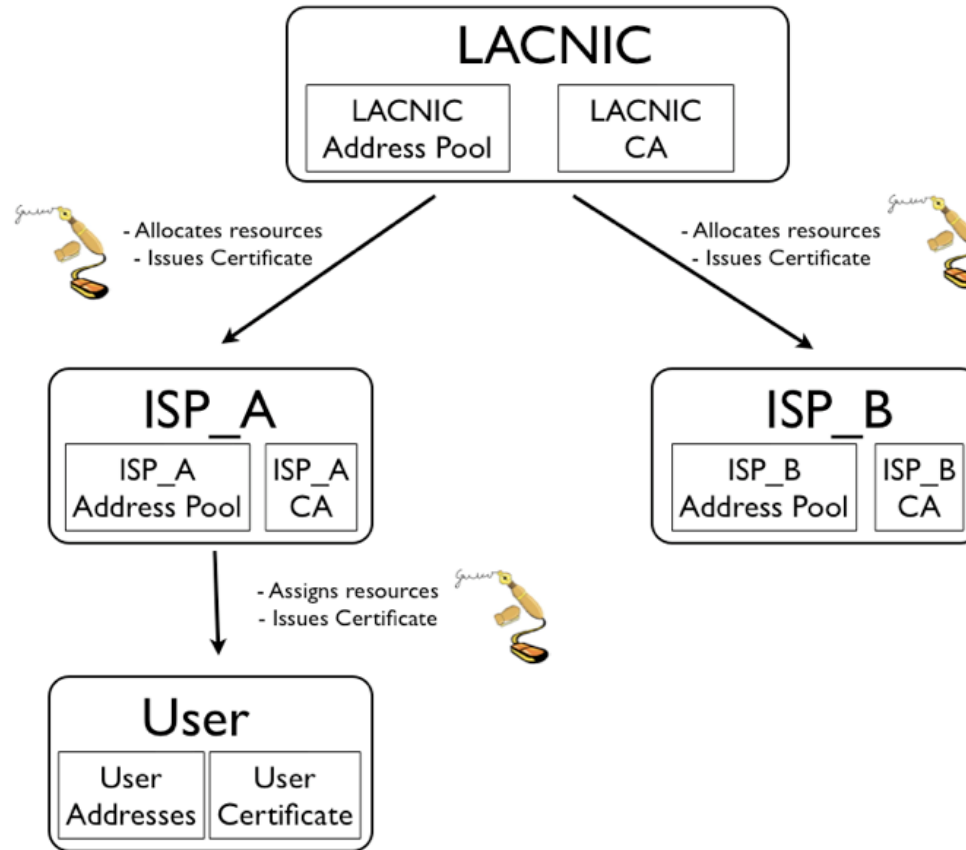 LACNIC
LACNIC
Address Pool
LACNIC
CA
- Allocates resources
- Issues Certificate
- Allocates resources
- Issues Certificate
ISP_A
ISP_A
Address Pool
ISP_A
CA
ISP_B
ISP_B
Address Pool
ISP_B
CA
- Assigns resources
- Issues Certificate
User
User
Addresses
User
Certificate